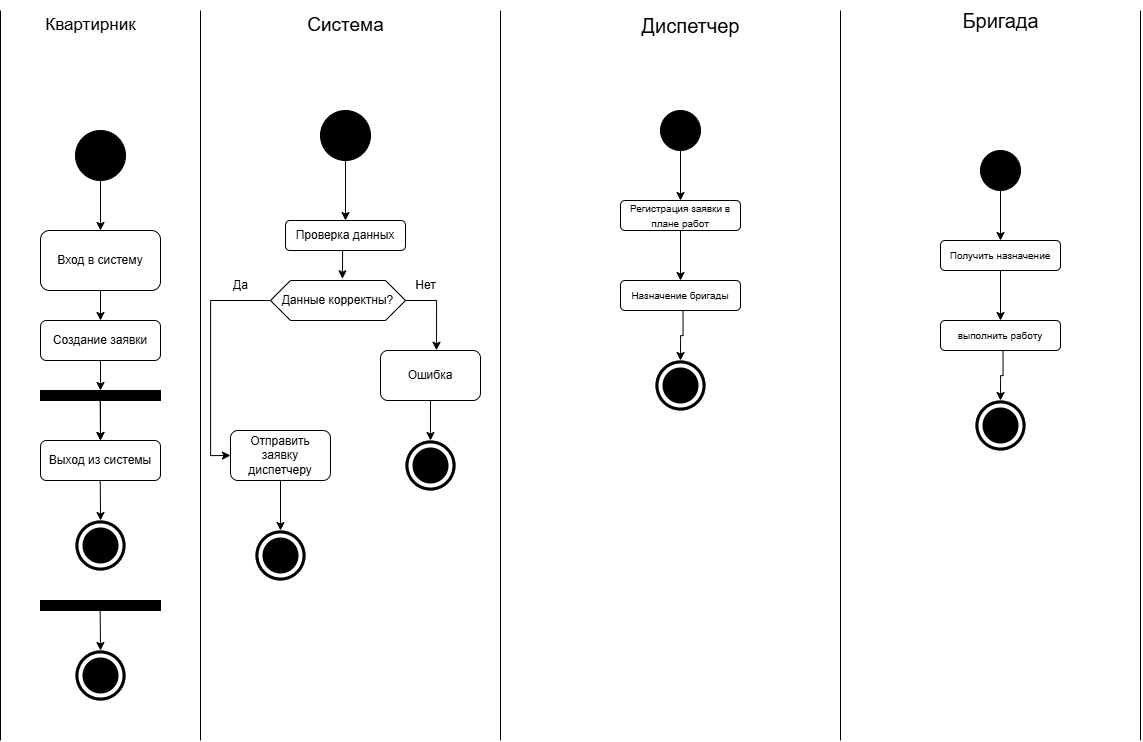 Квартирник
Вход в систему
Создание заявки
Выход из системы
Система
Проверка данных
Да
Данные корректны?
Нет
Ошибка
Отправить
заявку
диспетчеру
Диспетчер
Регистрация заявки в
плане работ
Назначение бригады
Бригада
Получить назначение
выполнить работу